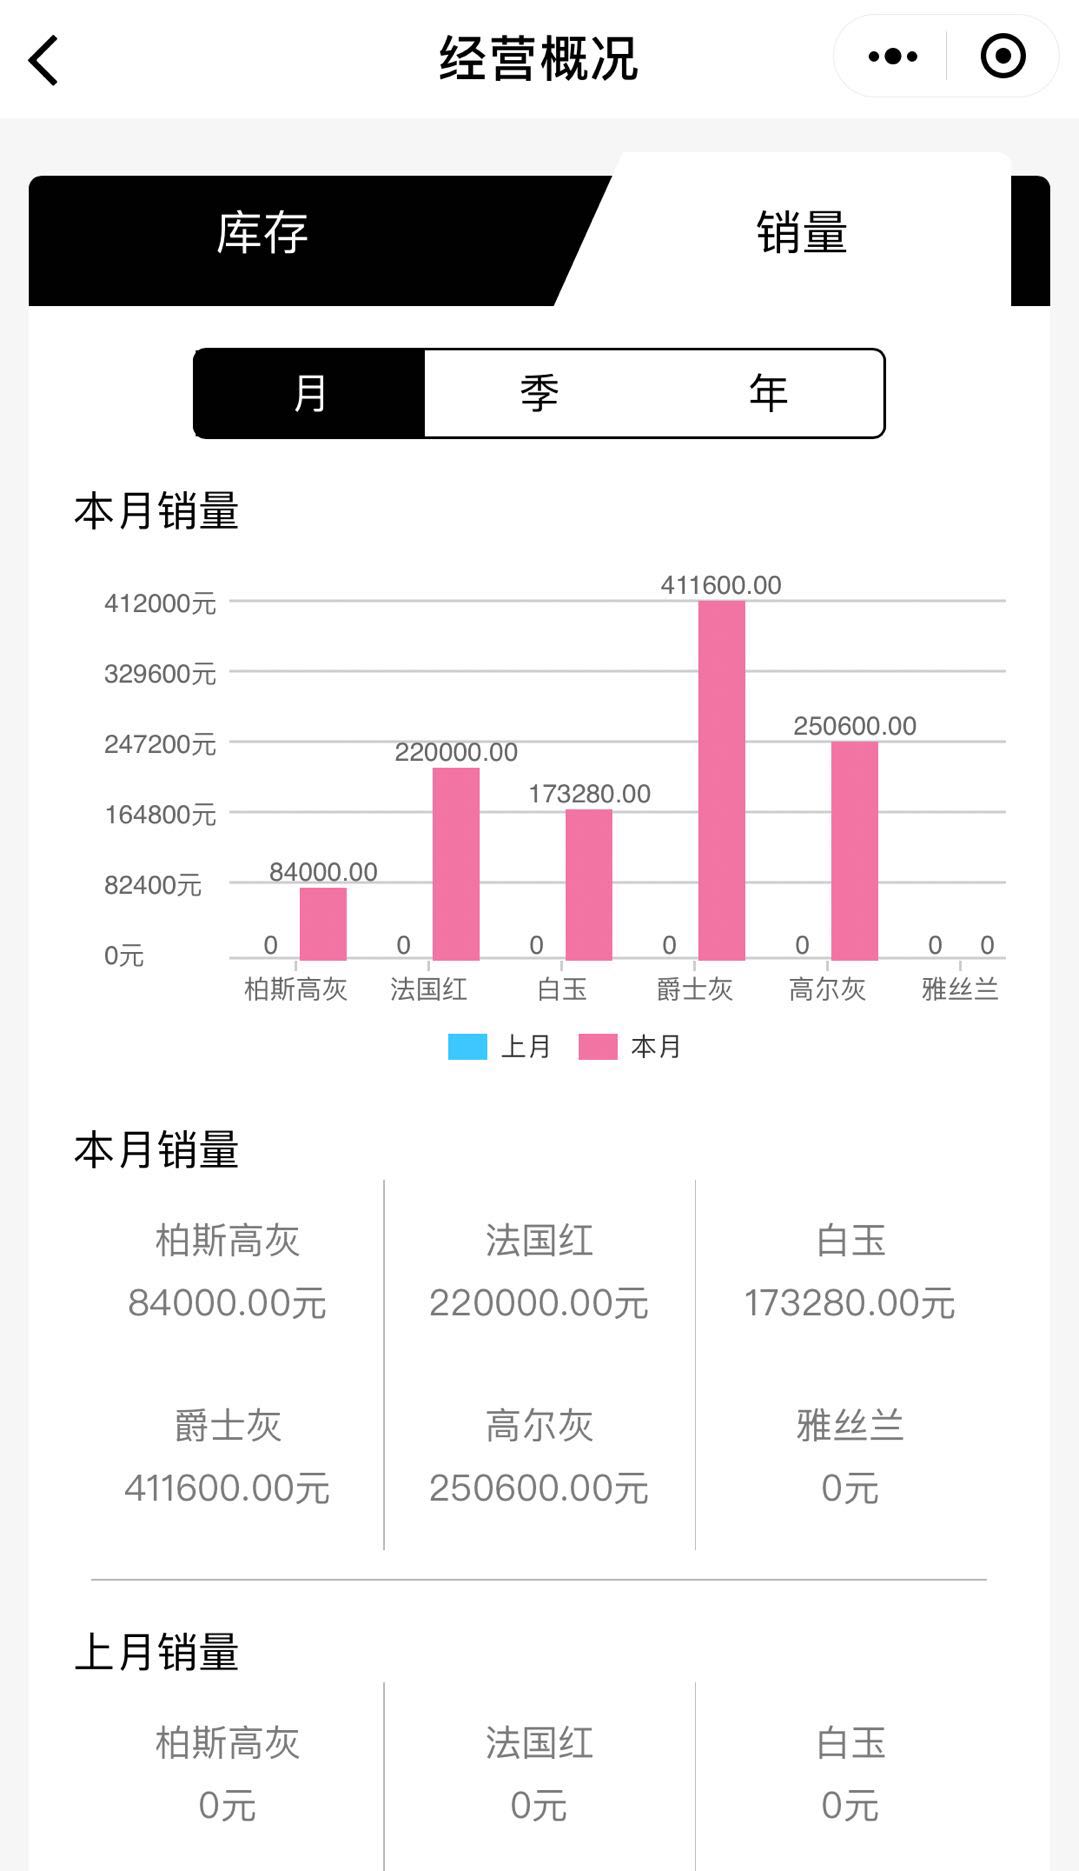 经营概况
库存
销量
月 季 年
本月销量
412000元
329600元
247200元
164800元
82400元
0元
0 84000.00
0 220000.00
0 173280.00
0 411600.00
0 250600.00
0 0
柏斯高灰 法国红 白玉 爵士灰 高尔灰 雅丝兰
上月 本月
本月销量
柏斯高灰 法国红 白玉
84000.00元 220000.00元 173280.00元
爵士灰 高尔灰 雅丝兰
411600.00元 250600.00元 0元
上月销量
柏斯高灰 法国红 白玉
0元 0元 0元